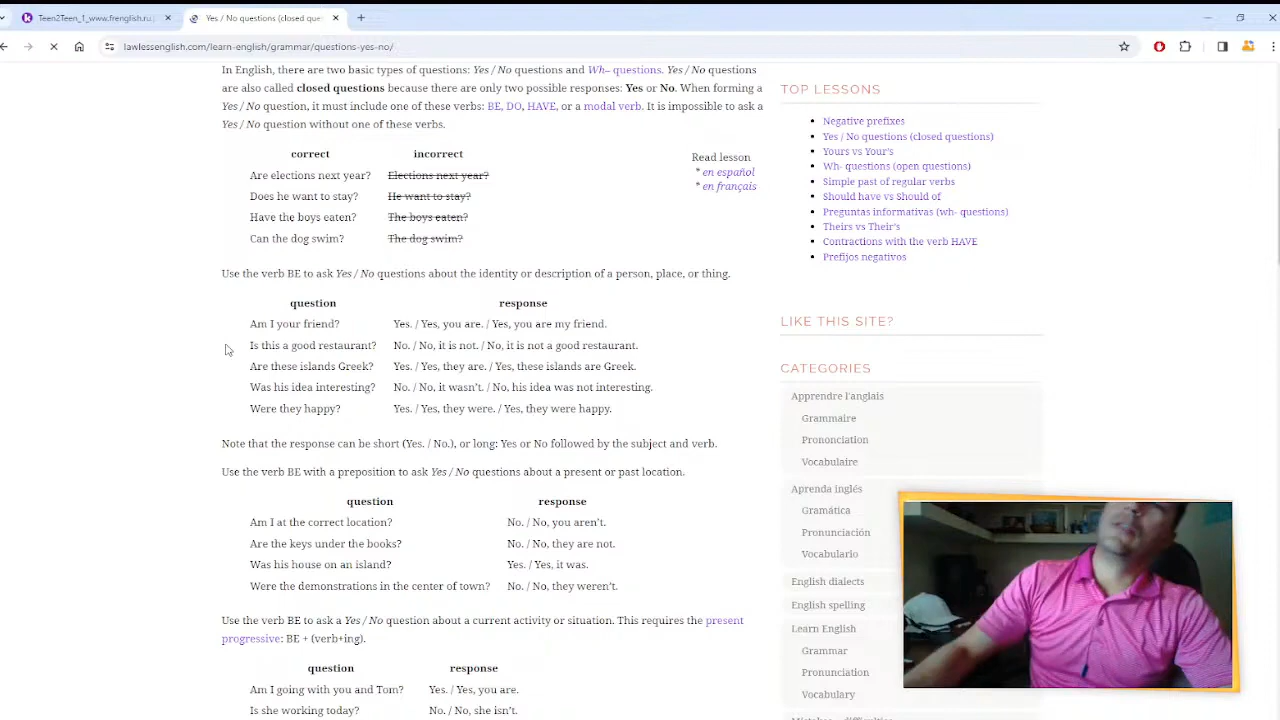 Teen2Teen_1_www.frenglish.ru
Yes / No questions (closed que
lawlessenglish.com/learn-english/grammar/questions-yes-no/
In English, there are two basic types of questions: Yes / No questions and Wh– questions. Yes / No questions
are also called closed questions because there are only two possible responses: Yes or No. When forming a
Yes / No question, it must include one of these verbs: BE, DO, HAVE, or a modal verb. It is impossible to ask a
Yes / No question without one of these verbs.
correct incorrect
Are elections next year? Elections next year?
Does he want to stay? He want to stay?
Have the boys eaten? The boys eaten?
Can the dog swim? The dog swim?
Read lesson
* en español
* en français
Use the verb BE to ask Yes / No questions about the identity or description of a person, place, or thing.
question response
Am I your friend? Yes. / Yes, you are. / Yes, you are my friend.
Is this a good restaurant? No. / No, it is not. / No, it is not a good restaurant.
Are these islands Greek? Yes. / Yes, they are. / Yes, these islands are Greek.
Was his idea interesting? No. / No, it wasn't. / No, his idea was not interesting.
Were they happy? Yes. / Yes, they were. / Yes, they were happy.
Note that the response can be short (Yes. / No.), or long: Yes or No followed by the subject and verb.
Use the verb BE with a preposition to ask Yes / No questions about a present or past location.
question response
Am I at the correct location? No. / No, you aren't.
Are the keys under the books? No. / No, they are not.
Was his house on an island? Yes. / Yes, it was.
Were the demonstrations in the center of town? No. / No, they weren't.
Use the verb BE to ask a Yes / No question about a current activity or situation. This requires the present
progressive: BE + (verb+ing).
question response
Am I going with you and Tom? Yes. / Yes, you are.
Is she working today? No. / No, she isn't.
TOP LESSONS
• Negative prefixes
• Yes / No questions (closed questions)
• Yours vs Your's
• Wh- questions (open questions)
• Simple past of regular verbs
• Should have vs Should of
• Preguntas informativas (wh- questions)
• Theirs vs Their's
• Contractions with the verb HAVE
• Prefijos negativos
LIKE THIS SITE?
CATEGORIES
Apprendre l'anglais
Grammaire
Prononciation
Vocabulaire
Aprenda inglés
Gramática
Pronunciación
Vocabulario
English dialects
English spelling
Learn English
Grammar
Pronunciation
Vocabulary